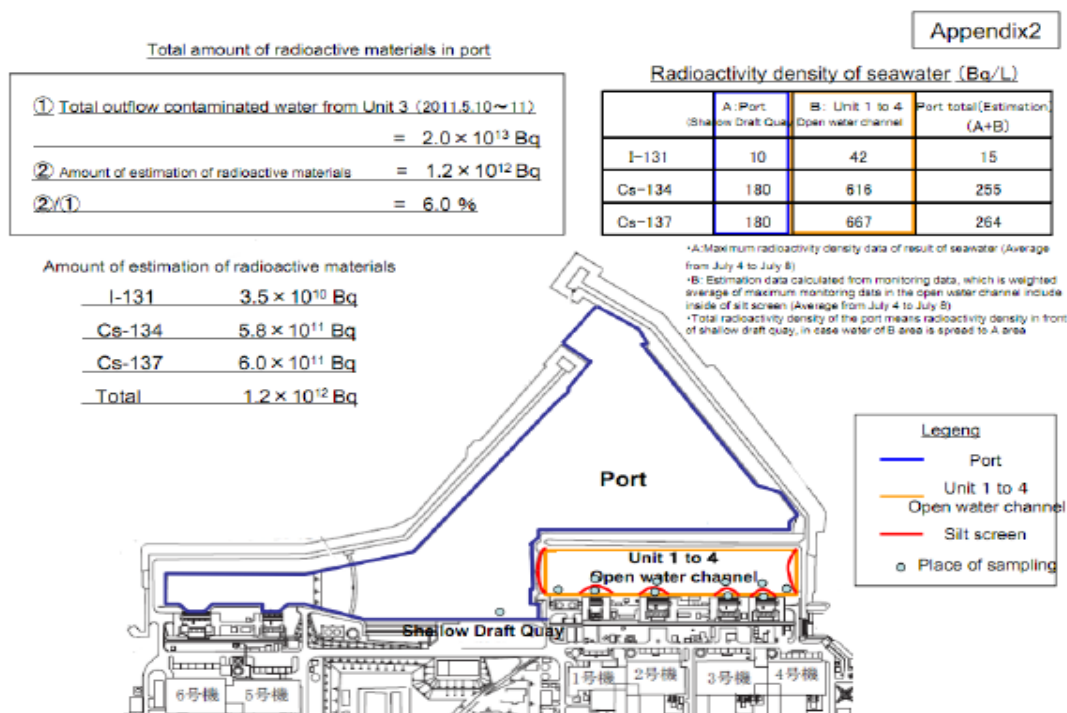 Appendix2
Total amount of radioactive materials in port
① Total outflow contaminated water from Unit 3 (2011.5.10～11)
= 2.0 × 10¹³ Bq
② Amount of estimation of radioactive materials = 1.2 × 10¹² Bq
②/① = 6.0 %
Radioactivity density of seawater (Bq/L)
A:Port B: Unit 1 to 4 Port total(Estimation)
(Shallow Draft Quay Open water channel (A+B)
I-131 10 42 15
Cs-134 180 616 255
Cs-137 180 667 264
・A:Maximum radioactivity density data of result of seawater (Average
from July 4 to July 8)
・B: Estimation data calculated from monitoring data, which is weighted
average of maximum monitoring data in the open water channel include
inside of silt screen (Average from July 4 to July 8)
・Total radioactivity density of the port means radioactivity density in front
of shallow draft quay, in case water of B area is spread to A area
Amount of estimation of radioactive materials
I-131 3.5 × 10¹⁰ Bq
Cs-134 5.8 × 10¹¹ Bq
Cs-137 6.0 × 10¹¹ Bq
Total 1.2 × 10¹² Bq
Legeng
Port
Unit 1 to 4
Open water channel
Silt screen
Place of sampling
Port
Unit 1 to 4
Open water channel
Shallow Draft Quay
6号機 5号機 1号機 2号機 3号機 4号機